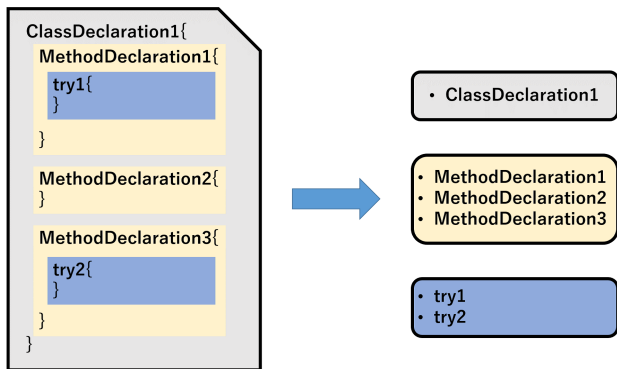 ClassDeclaration1{
MethodDeclaration1{
try1{
}
}
MethodDeclaration2{
}
MethodDeclaration3{
try2{
}
}
}
• ClassDeclaration1
• MethodDeclaration1
• MethodDeclaration2
• MethodDeclaration3
• try1
• try2